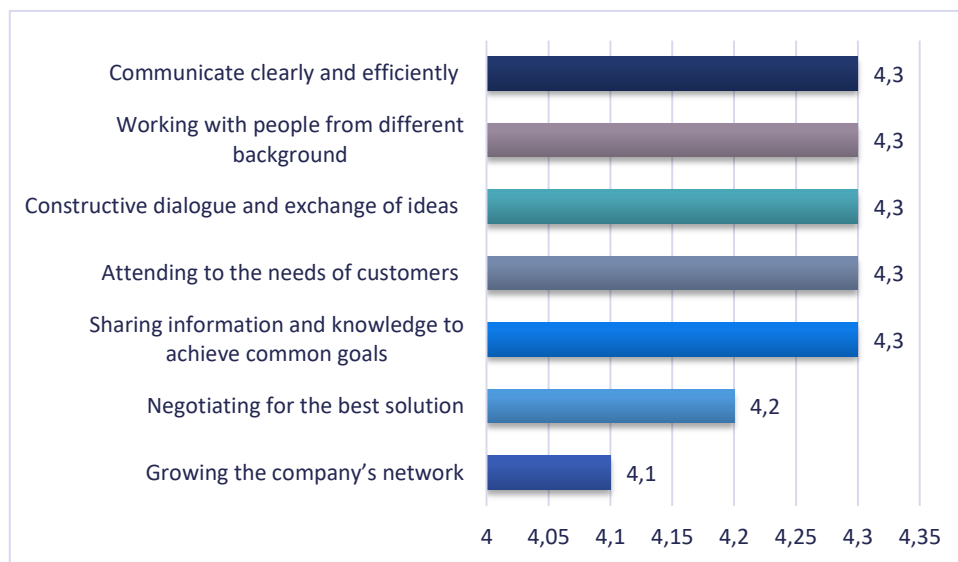 Communicate clearly and efficiently
4,3
Working with people from different
background
4,3
Constructive dialogue and exchange of ideas
4,3
Attending to the needs of customers
4,3
Sharing information and knowledge to
achieve common goals
4,3
Negotiating for the best solution
4,2
Growing the company’s network
4,1
4 4,05 4,1 4,15 4,2 4,25 4,3 4,35